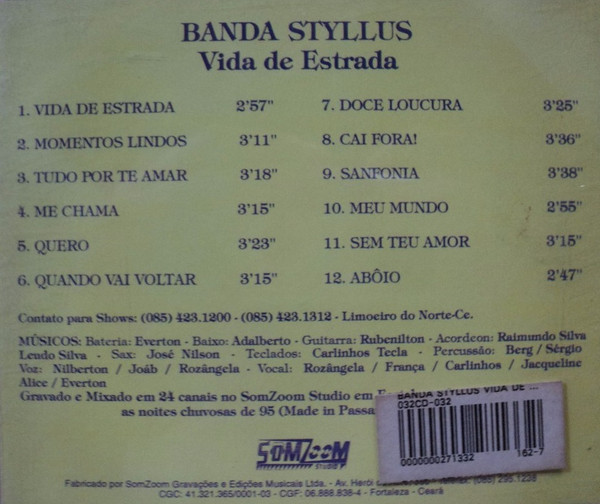 BANDA STYLLUS
Vida de Estrada
1. VIDA DE ESTRADA 2'57"
2. MOMENTOS LINDOS 3'11"
3. TUDO POR TE AMAR 3'18"
4. ME CHAMA 3'15"
5. QUERO 3'23"
6. QUANDO VAI VOLTAR 3'15"
7. DOCE LOUCURA 3'25"
8. CAI FORA! 3'36"
9. SANFONIA 3'38"
10. MEU MUNDO 2'55"
11. SEM TEU AMOR 3'15"
12. ABÔIO 2'47"
Contato para Shows: (085) 423.1200 - (085) 423.1312 - Limoeiro do Norte-Ce.
MÚSICOS: Bateria: Everton - Baixo: Adalberto - Guitarra: Rubenilton - Acordeon: Raimundo Silva
Leudo Silva - Sax: José Nilson - Teclados: Carlinhos Tecla - Percussão: Berg / Sérgio
Voz: Nilberton / Joáb / Rozângela - Vocal: Rozângela / França / Carlinhos / Jacqueline
Alice / Everton
Gravado e Mixado em 24 canais no SomZoom Studio em
as noites chuvosas de 95 (Made in
BANDA STYLLUS VIDA DE ...
032CD-032
0000000271332 162-7
SOMZOOM
STUDIO
Fabricado por SomZoom Gravações e Edições Musicais Ltda. - Av. (085) 295.1238
CGC: 41.321.365/0001-03 - CGF: 06.888.838-4 - Fortaleza - Ceará